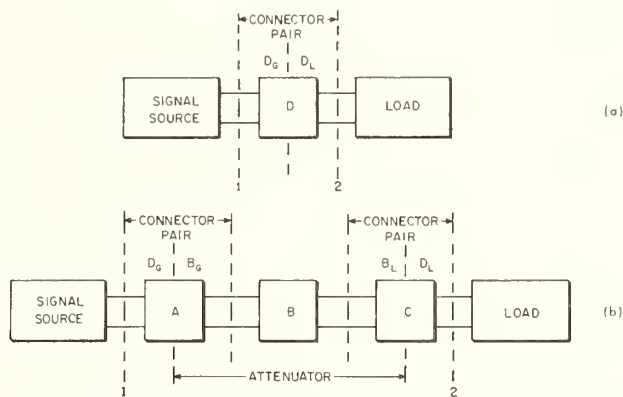 CONNECTOR
PAIR
D_G D_L
SIGNAL
SOURCE
D
LOAD
(a)
1 2
CONNECTOR
PAIR
CONNECTOR
PAIR
D_G B_G
B_L D_L
SIGNAL
SOURCE
A
B
C
LOAD
(b)
ATTENUATOR
1 2